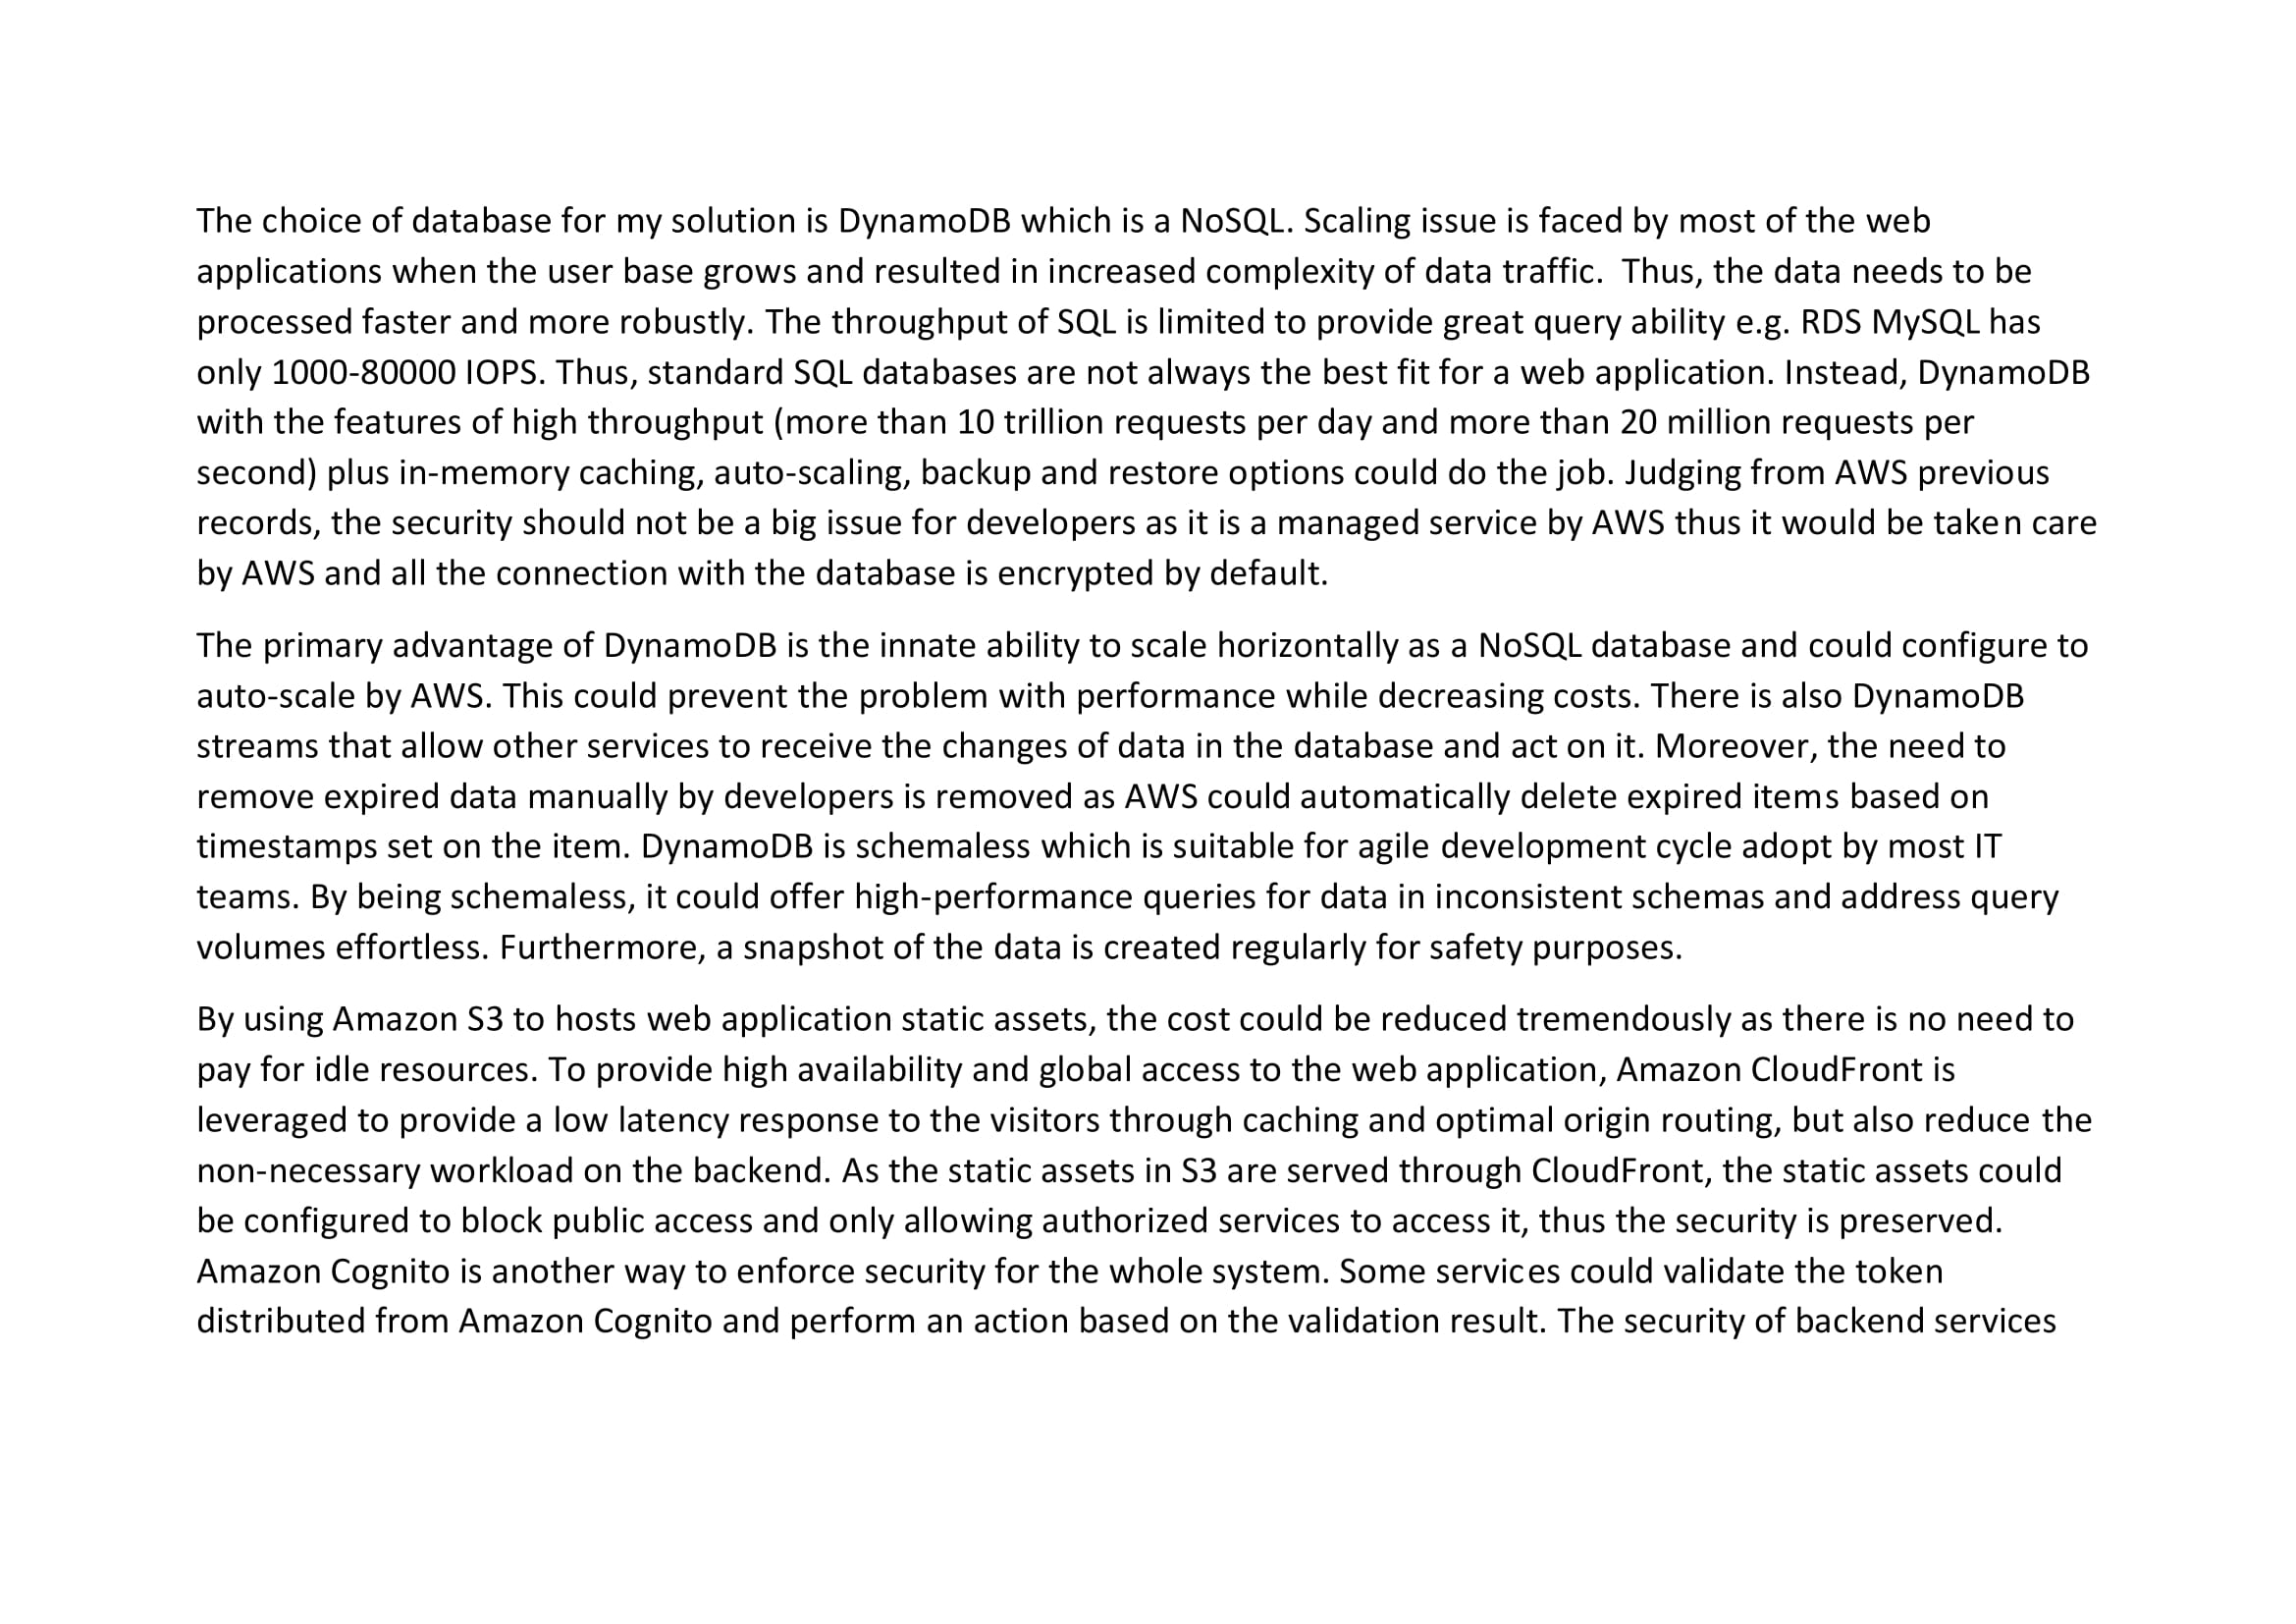 The choice of database for my solution is DynamoDB which is a NoSQL. Scaling issue is faced by most of the web
applications when the user base grows and resulted in increased complexity of data traffic.  Thus, the data needs to be
processed faster and more robustly. The throughput of SQL is limited to provide great query ability e.g. RDS MySQL has
only 1000-80000 IOPS. Thus, standard SQL databases are not always the best fit for a web application. Instead, DynamoDB
with the features of high throughput (more than 10 trillion requests per day and more than 20 million requests per
second) plus in-memory caching, auto-scaling, backup and restore options could do the job. Judging from AWS previous
records, the security should not be a big issue for developers as it is a managed service by AWS thus it would be taken care
by AWS and all the connection with the database is encrypted by default.
The primary advantage of DynamoDB is the innate ability to scale horizontally as a NoSQL database and could configure to
auto-scale by AWS. This could prevent the problem with performance while decreasing costs. There is also DynamoDB
streams that allow other services to receive the changes of data in the database and act on it. Moreover, the need to
remove expired data manually by developers is removed as AWS could automatically delete expired items based on
timestamps set on the item. DynamoDB is schemaless which is suitable for agile development cycle adopt by most IT
teams. By being schemaless, it could offer high-performance queries for data in inconsistent schemas and address query
volumes effortless. Furthermore, a snapshot of the data is created regularly for safety purposes.
By using Amazon S3 to hosts web application static assets, the cost could be reduced tremendously as there is no need to
pay for idle resources. To provide high availability and global access to the web application, Amazon CloudFront is
leveraged to provide a low latency response to the visitors through caching and optimal origin routing, but also reduce the
non-necessary workload on the backend. As the static assets in S3 are served through CloudFront, the static assets could
be configured to block public access and only allowing authorized services to access it, thus the security is preserved.
Amazon Cognito is another way to enforce security for the whole system. Some services could validate the token
distributed from Amazon Cognito and perform an action based on the validation result. The security of backend services